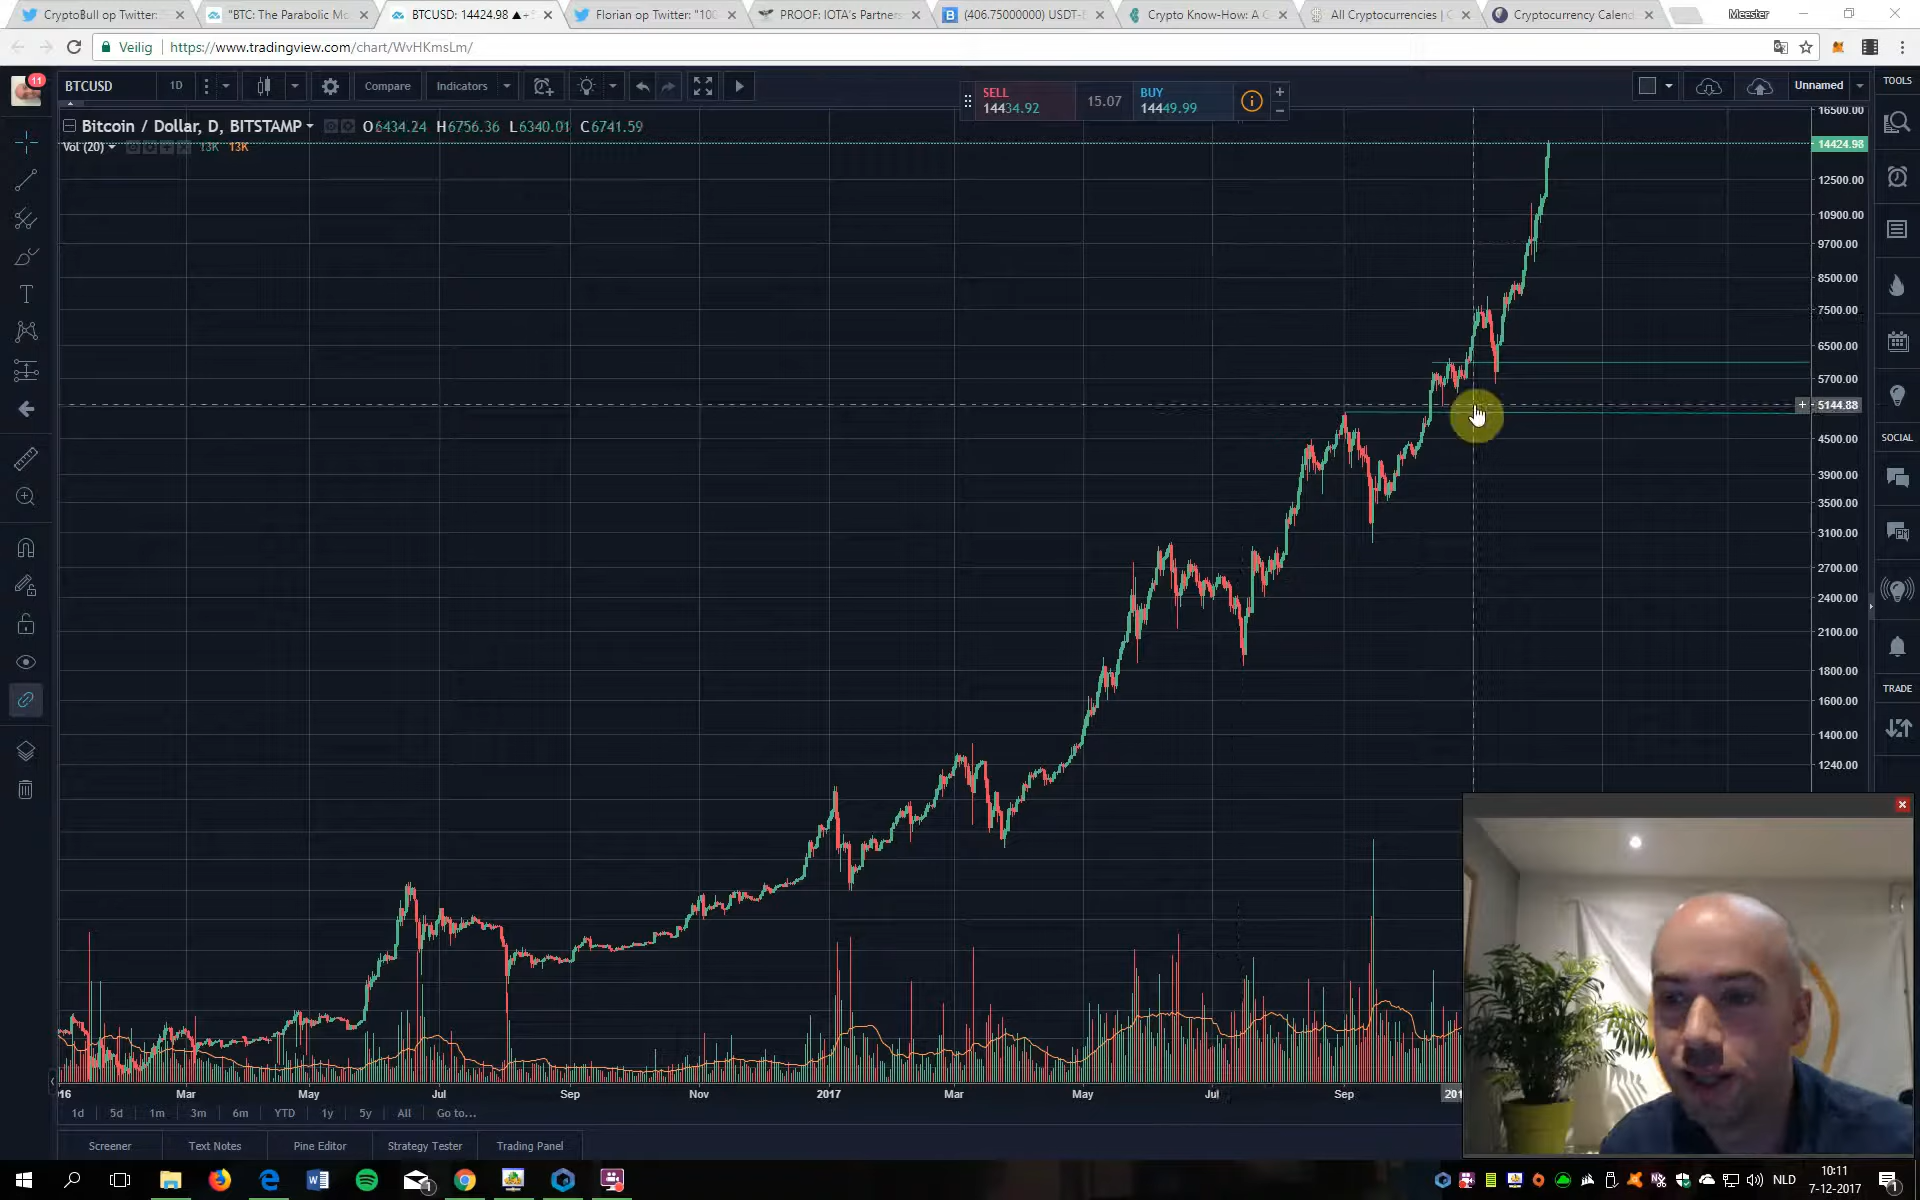 CryptoBull op Twitter:
"BTC: The Parabolic Mo
BTCUSD: 14424.98 ▲+
Florian op Twitter: "100
PROOF: IOTA's Partners
(406.75000000) USDT-
Crypto Know-How: A G
All Cryptocurrencies |
Cryptocurrency Calend
Meester
Veilig
https://www.tradingview.com/chart/WvHKmsLm/
11
BTCUSD
1D
Compare
Indicators
SELL
14434.92
15.07
BUY
14449.99
Unnamed
TOOLS
Bitcoin / Dollar, D, BITSTAMP
O6434.24 H6756.36 L6340.01 C6741.59
Vol (20)
13K
13K
16500.00
14424.98
12500.00
10900.00
9700.00
8500.00
7500.00
6500.00
5700.00
5144.88
4500.00
3900.00
3500.00
3100.00
2700.00
2400.00
2100.00
1800.00
1600.00
1400.00
1240.00
SOCIAL
TRADE
16
Mar
May
Jul
Sep
Nov
2017
Mar
May
Jul
Sep
201
1d
5d
1m
3m
6m
YTD
1y
5y
All
Go to...
Screener
Text Notes
Pine Editor
Strategy Tester
Trading Panel
1
NLD
10:11
7-12-2017
1